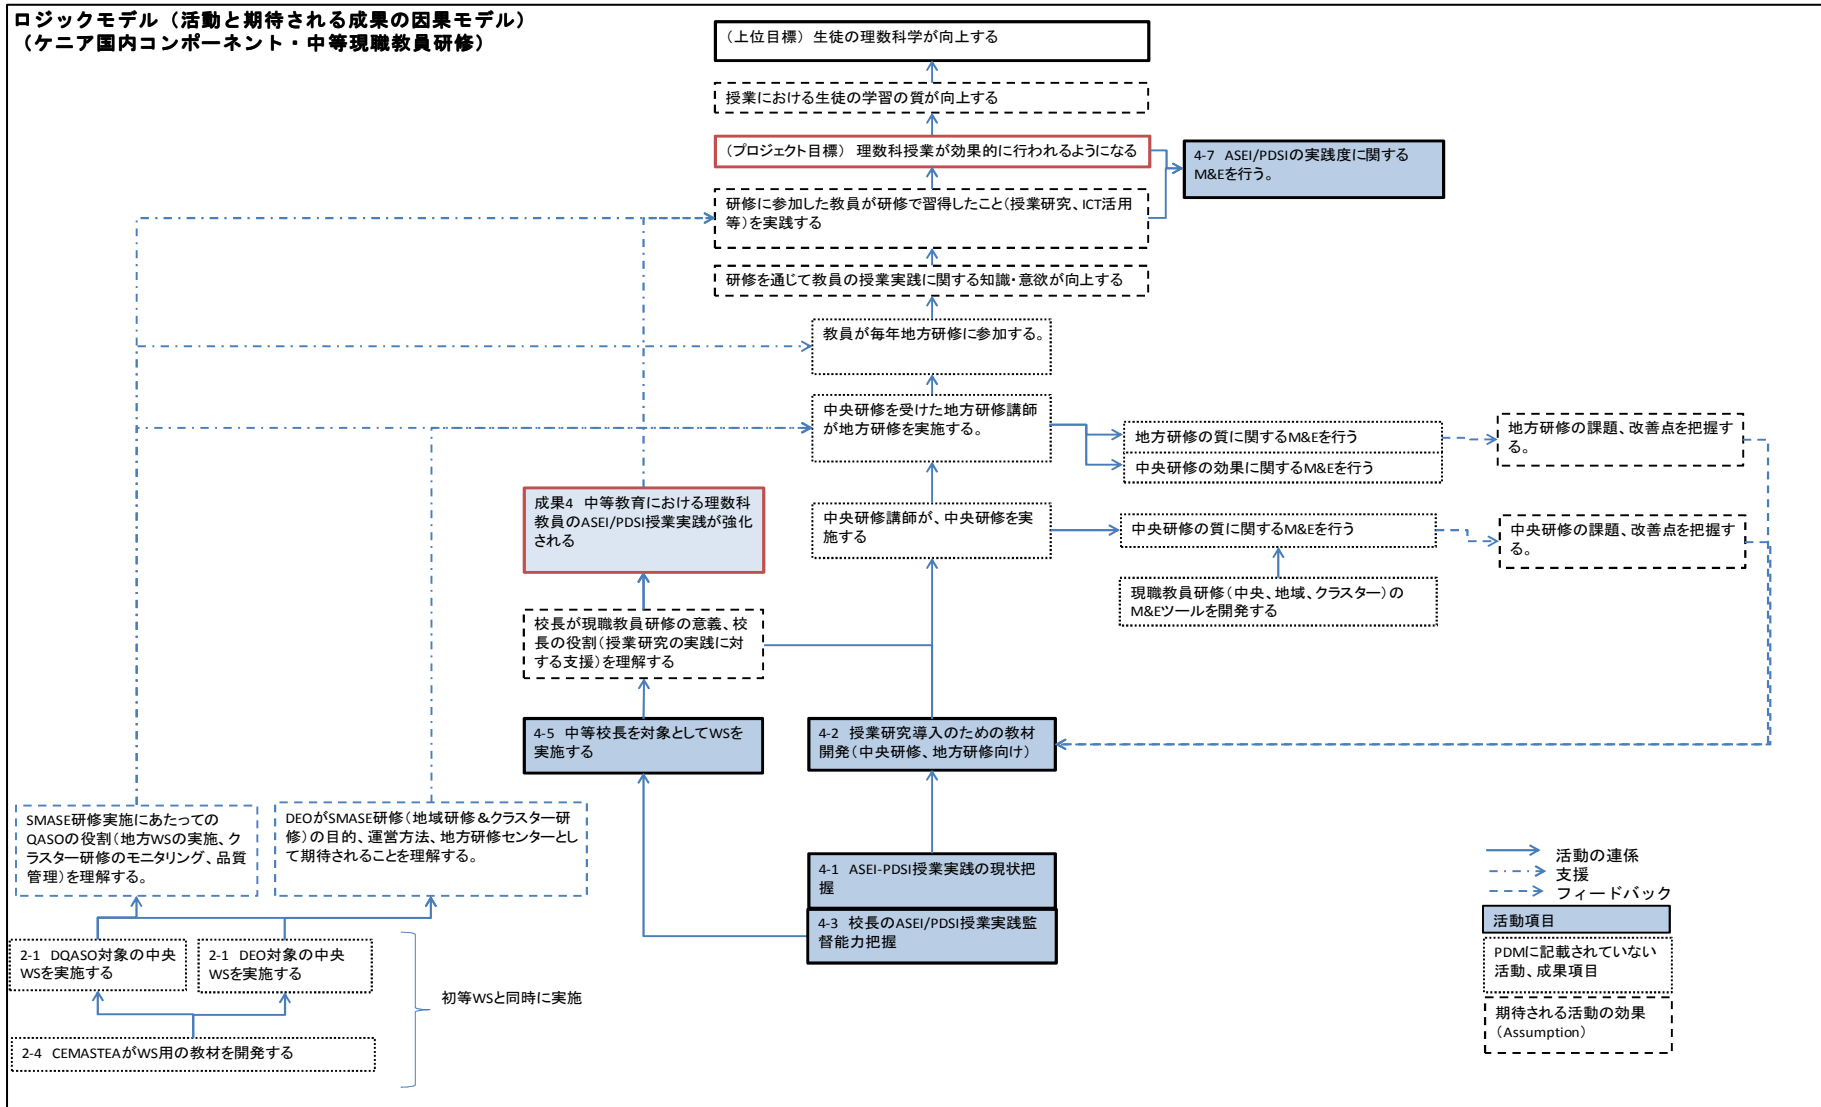 ロジックモデル（活動と期待される成果の因果モデル）
（ケニア国内コンポーネント・中等現職教員研修）
（上位目標）生徒の理数科学が向上する
授業における生徒の学習の質が向上する
（プロジェクト目標） 理数科授業が効果的に行われるようになる
4-7 ASEI/PDSIの実践度に関する
M&Eを行う。
研修に参加した教員が研修で習得したこと（授業研究、ICT活用
等）を実践する
研修を通じて教員の授業実践に関する知識・意欲が向上する
教員が毎年地方研修に参加する。
中央研修を受けた地方研修講師
が地方研修を実施する。
地方研修の質に関するM&Eを行う
中央研修の効果に関するM&Eを行う
地方研修の課題、改善点を把握す
る。
成果4 中等教育における理数科
教員のASEI/PDSI授業実践が強化
される
中央研修講師が、中央研修を実
施する
中央研修の質に関するM&Eを行う
中央研修の課題、改善点を把握す
る。
現職教員研修（中央、地域、クラスター）の
M&Eツールを開発する
校長が現職教員研修の意義、校
長の役割（授業研究の実践に対
する支援）を理解する
4-5 中等校長を対象としてWSを
実施する
4-2 授業研究導入のための教材
開発（中央研修、地方研修向け）
SMASE研修実施にあたっての
QASOの役割（地方WSの実施、ク
ラスター研修のモニタリング、品質
管理）を理解する。
DEOがSMASE研修（地域研修＆クラスター研
修）の目的、運営方法、地方研修センターとし
て期待されることを理解する。
4-1 ASEI-PDSI授業実践の現状把
握
4-3 校長のASEI/PDSI授業実践監
督能力把握
2-1 DQASO対象の中央
WSを実施する
2-1 DEO対象の中央
WSを実施する
初等WSと同時に実施
2-4 CEMASTEAがWS用の教材を開発する
活動の連係
支援
フィードバック
活動項目
PDMに記載されていない
活動、成果項目
期待される活動の効果
（Assumption）